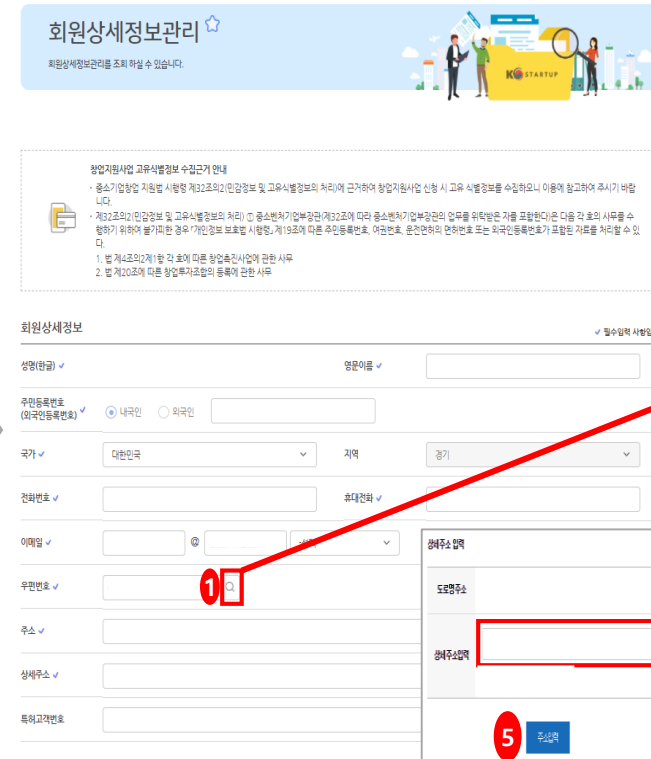 회원상세정보관리
회원상세정보관리를 조회 하실 수 있습니다.
K STARTUP
창업지원사업 고유식별정보 수집근거 안내
· 중소기업창업 지원법 시행령 제32조의2(민감정보 및 고유식별정보의 처리)에 근거하여 창업지원사업 신청 시 고유 식별정보를 수집하오니 이용에 참고하여 주시기 바랍
니다.
· 제32조의2(민감정보 및 고유식별정보의 처리) ① 중소벤처기업부장관(제32조에 따라 중소벤처기업부장관의 업무를 위탁받은 자를 포함한다)은 다음 각 호의 사무를 수
행하기 위하여 불가피한 경우 「개인정보 보호법 시행령」 제19조에 따른 주민등록번호, 여권번호, 운전면허의 면허번호 또는 외국인등록번호가 포함된 자료를 처리할 수 있
다.
1. 법 제4조의2제1항 각 호에 따른 창업촉진사업에 관한 사무
2. 법 제20조에 따른 창업투자조합의 등록에 관한 사무
회원상세정보
필수입력 사항입
성명(한글)
영문이름
주민등록번호
(외국인등록번호)
내국인
외국인
국가
대한민국
지역
경기
전화번호
휴대전화
이메일
@
우편번호
1
주소
상세주소
특허고객번호
상세주소 입력
도로명주소
상세주소입력
5
주소입력